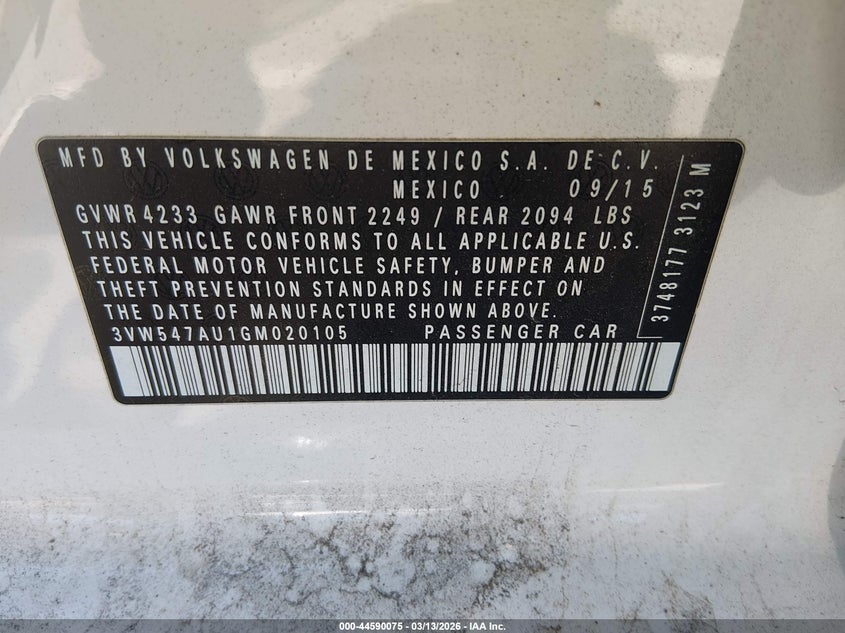 MFD BY VOLKSWAGEN DE MEXICO S.A. DE C.V.
MEXICO 09/15
GVWR 4233 GAWR FRONT 2249 / REAR 2094 LBS
THIS VEHICLE CONFORMS TO ALL APPLICABLE U.S.
FEDERAL MOTOR VEHICLE SAFETY, BUMPER AND
THEFT PREVENTION STANDARDS IN EFFECT ON
THE DATE OF MANUFACTURE SHOWN ABOVE.
3VW547AU1GM020105 PASSENGER CAR
3748177 3123 M
000-44590075 — 03/13/2026 — IAA Inc.